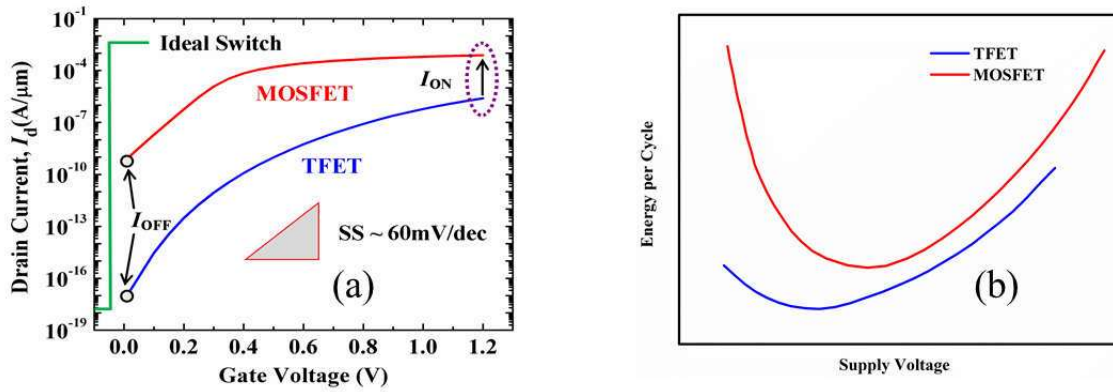 10⁻¹
10⁻⁴
10⁻⁷
10⁻¹⁰
10⁻¹³
10⁻¹⁶
10⁻¹⁹
Drain Current, I_d(A/μm)
Ideal Switch
MOSFET
I_ON
TFET
I_OFF
SS ~ 60mV/dec
(a)
0.0 0.2 0.4 0.6 0.8 1.0 1.2
Gate Voltage (V)
TFET
MOSFET
Energy per Cycle
(b)
Supply Voltage